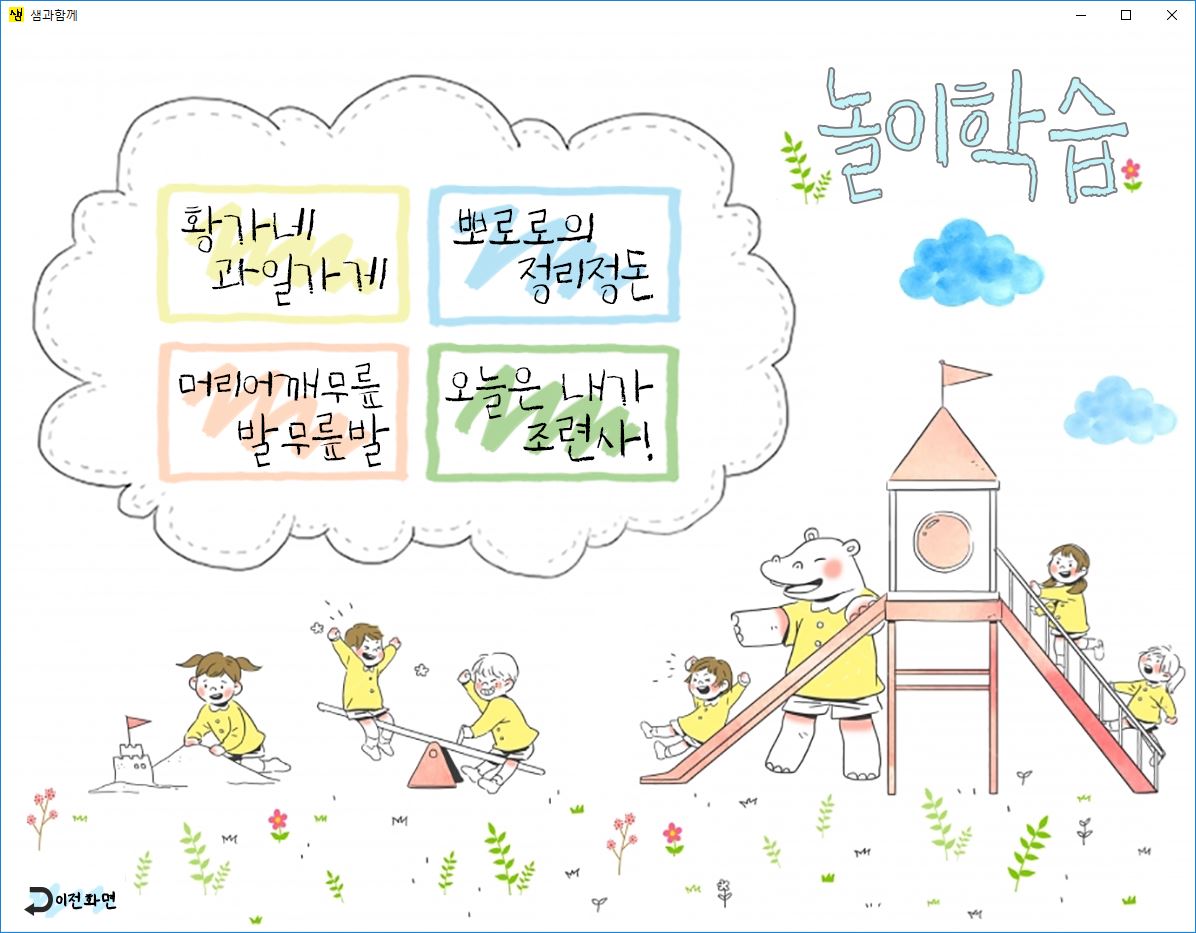 샘 샘과함께
놀이학습
황가네
과일가게
뽀로로의
정리정돈
머리어깨무릎
발무릎발
오늘은 내가
조련사!
이전화면